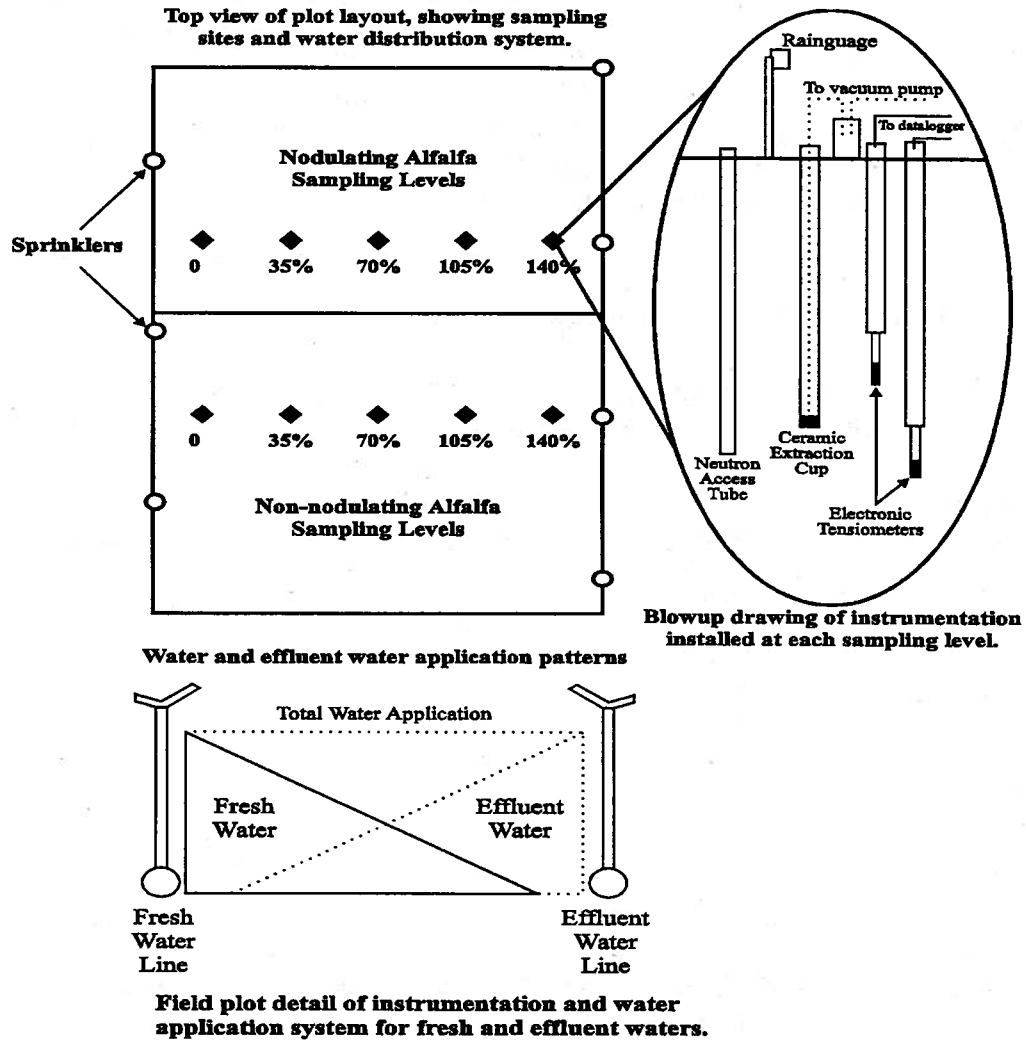 Top view of plot layout, showing sampling
sites and water distribution system.
Nodulating Alfalfa
Sampling Levels
Sprinklers
0 35% 70% 105% 140%
0 35% 70% 105% 140%
Non-nodulating Alfalfa
Sampling Levels
Rainguage
To vacuum pump
To datalogger
Neutron
Access
Tube
Ceramic
Extraction
Cup
Electronic
Tensiometers
Blowup drawing of instrumentation
installed at each sampling level.
Water and effluent water application patterns
Total Water Application
Fresh
Water
Effluent
Water
Fresh
Water
Line
Effluent
Water
Line
Field plot detail of instrumentation and water
application system for fresh and effluent waters.